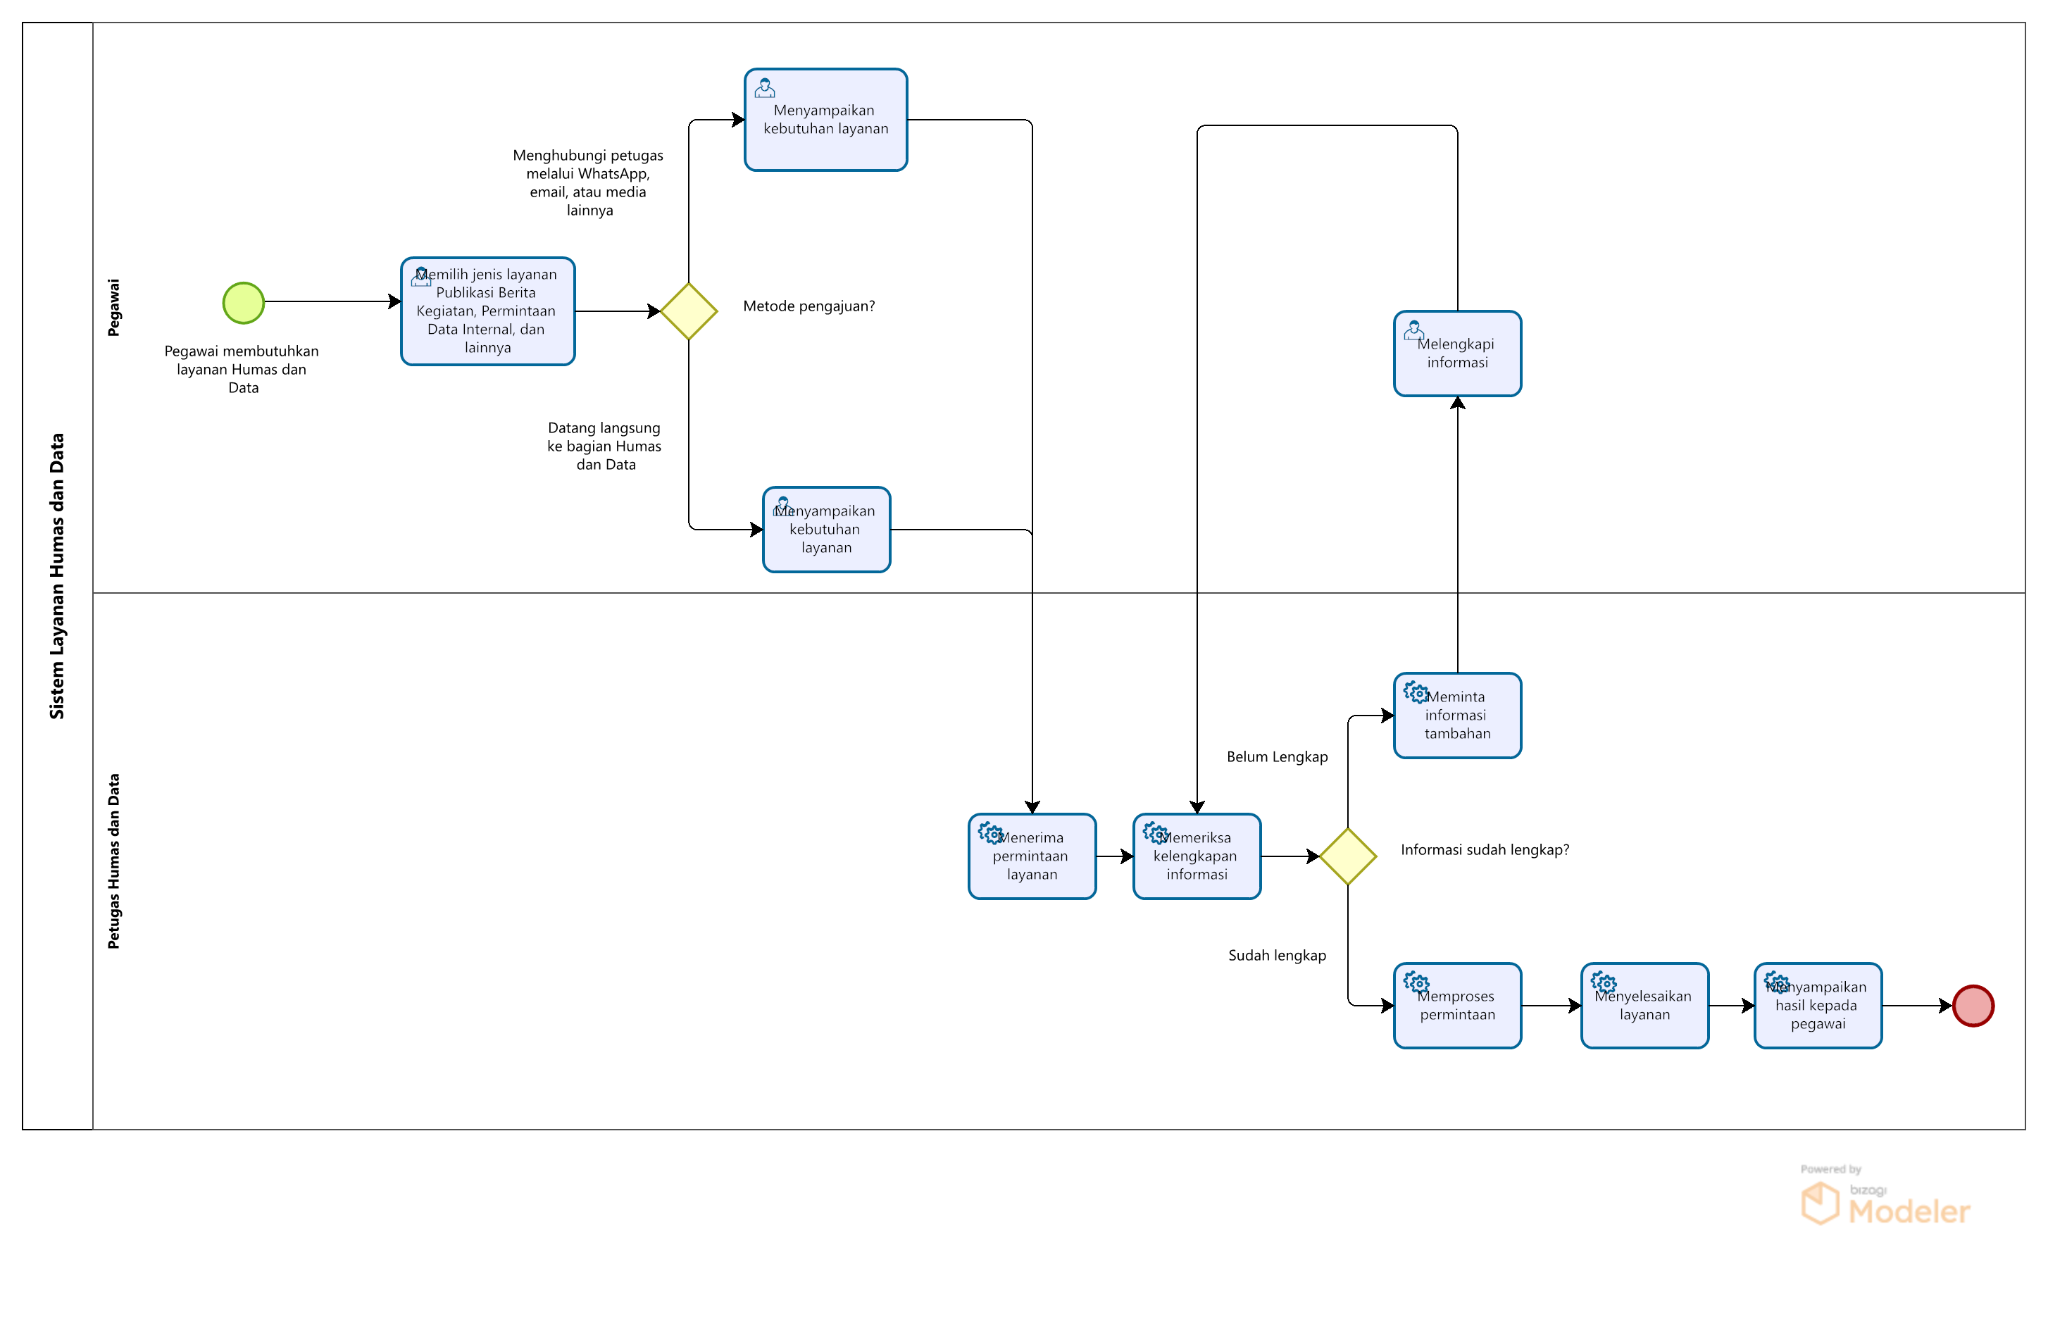 Sistem Layanan Humas dan Data
Pegawai
Pegawai membutuhkan
layanan Humas dan
Data
Memilih jenis layanan
Publikasi Berita
Kegiatan, Permintaan
Data Internal, dan
lainnya
Menghubungi petugas
melalui WhatsApp,
email, atau media
lainnya
Metode pengajuan?
Datang langsung
ke bagian Humas
dan Data
Menyampaikan
kebutuhan layanan
Menyampaikan
kebutuhan
layanan
Melengkapi
informasi
Petugas Humas dan Data
Menerima
permintaan
layanan
Memeriksa
kelengkapan
informasi
Informasi sudah lengkap?
Belum Lengkap
Meminta
informasi
tambahan
Sudah lengkap
Memproses
permintaan
Menyelesaikan
layanan
Menyampaikan
hasil kepada
pegawai
Powered by
bizagi
Modeler